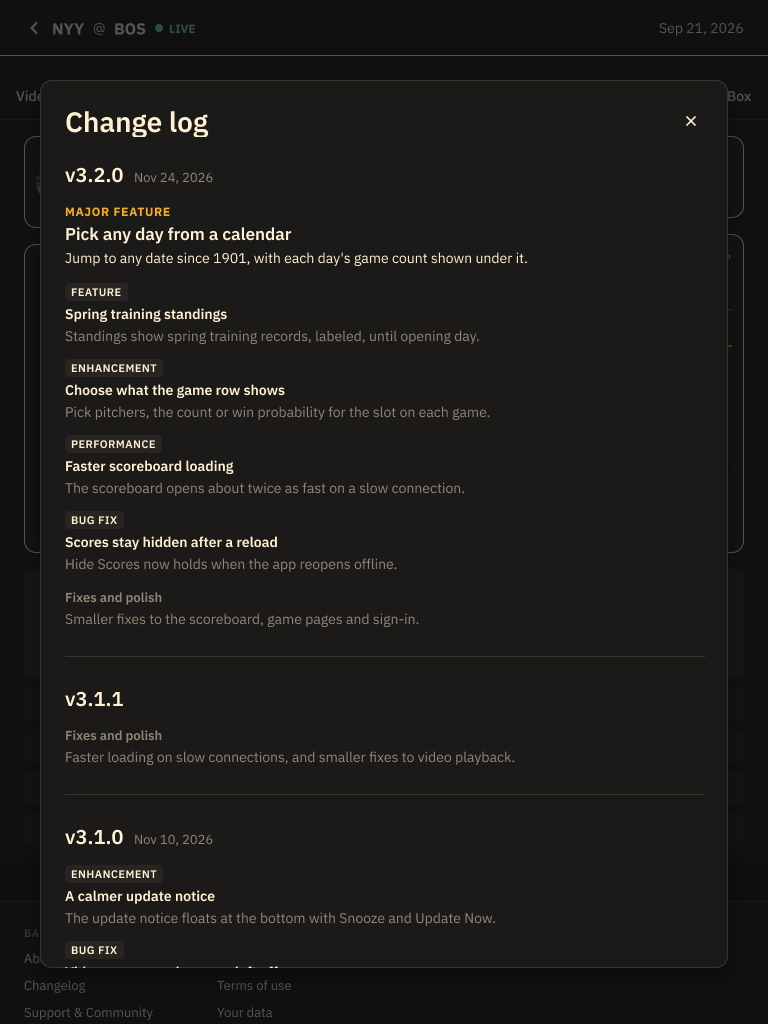 NYY @ BOS LIVE
Sep 21, 2026
Box
Change log
v3.2.0 Nov 24, 2026
MAJOR FEATURE
Pick any day from a calendar
Jump to any date since 1901, with each day's game count shown under it.
FEATURE
Spring training standings
Standings show spring training records, labeled, until opening day.
ENHANCEMENT
Choose what the game row shows
Pick pitchers, the count or win probability for the slot on each game.
PERFORMANCE
Faster scoreboard loading
The scoreboard opens about twice as fast on a slow connection.
BUG FIX
Scores stay hidden after a reload
Hide Scores now holds when the app reopens offline.
Fixes and polish
Smaller fixes to the scoreboard, game pages and sign-in.
v3.1.1
Fixes and polish
Faster loading on slow connections, and smaller fixes to video playback.
v3.1.0 Nov 10, 2026
ENHANCEMENT
A calmer update notice
The update notice floats at the bottom with Snooze and Update Now.
BUG FIX
Changelog
Terms of use
Support & Community
Your data